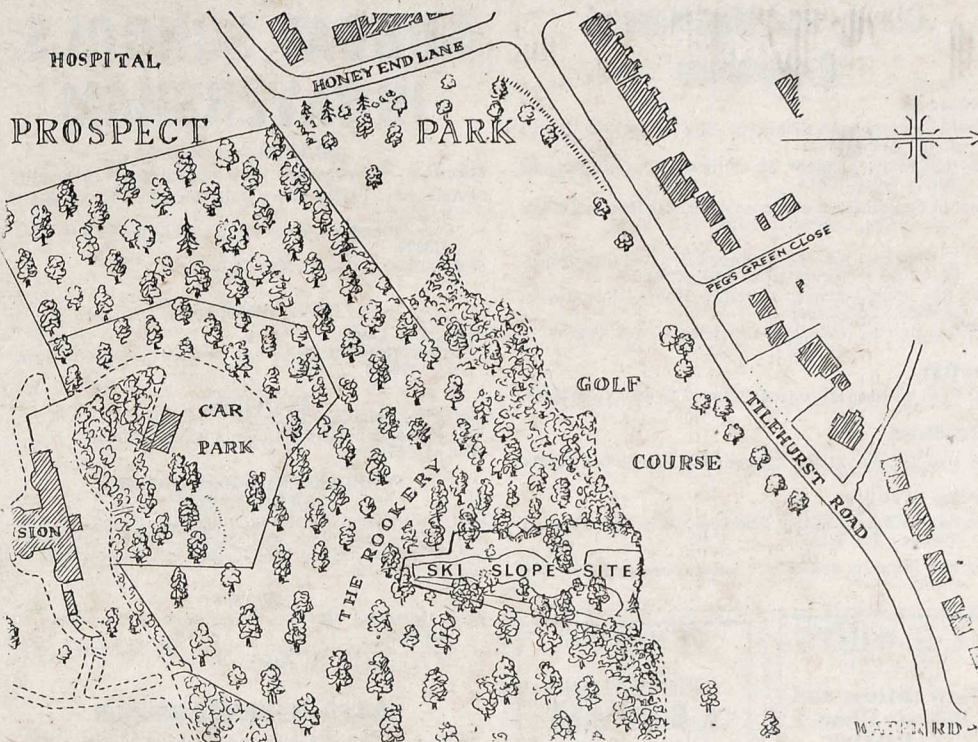 HOSPITAL
HONEY END LANE
PROSPECT PARK
PEGS GREEN CLOSE
GOLF
COURSE
CAR
PARK
TILEHURST ROAD
THE ROOKERY
SION
SKI SLOPE SITE
RD